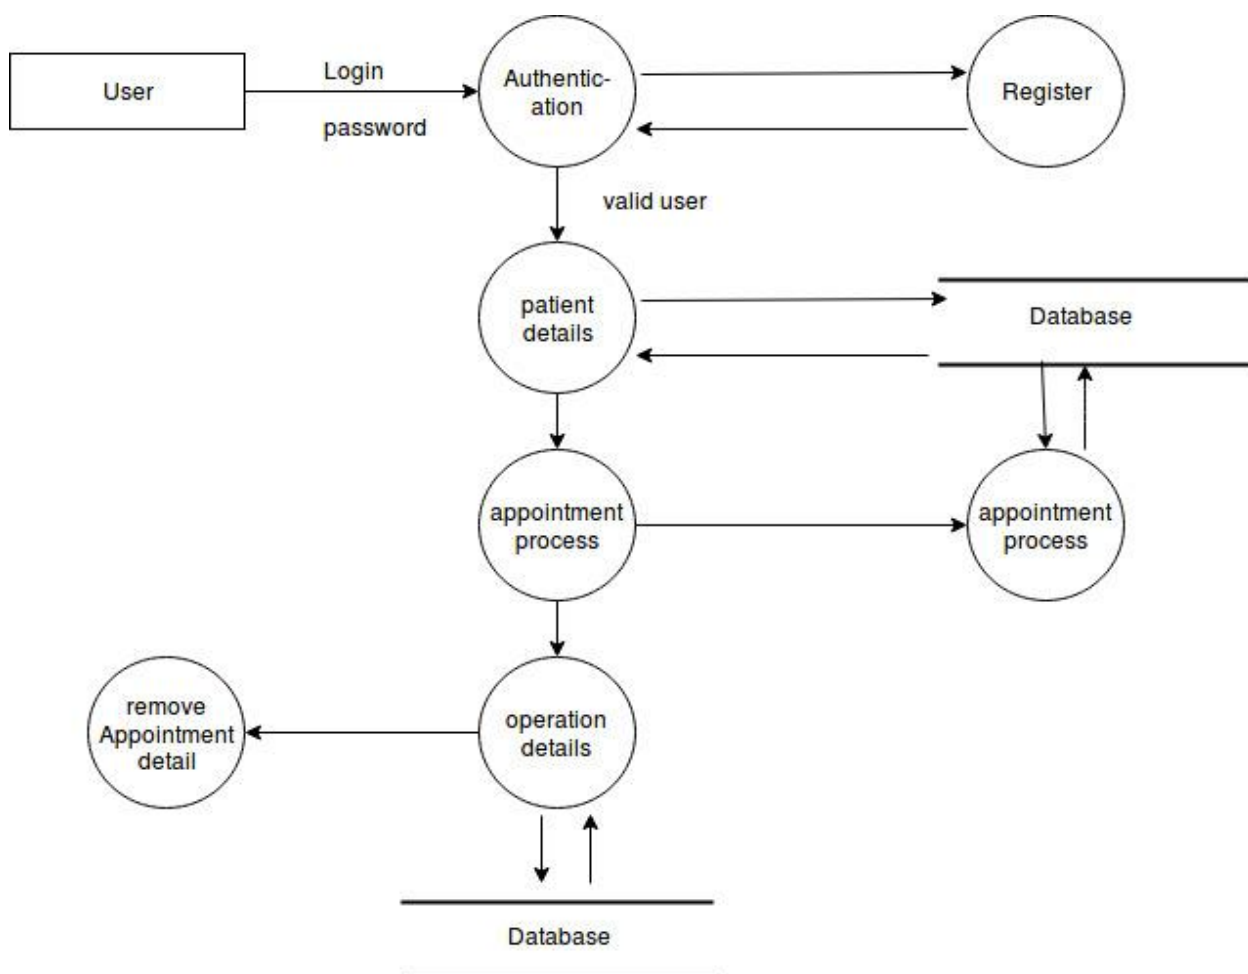 User
Login
password
Authentic-
ation
Register
valid user
patient
details
Database
appointment
process
appointment
process
remove
Appointment
detail
operation
details
Database